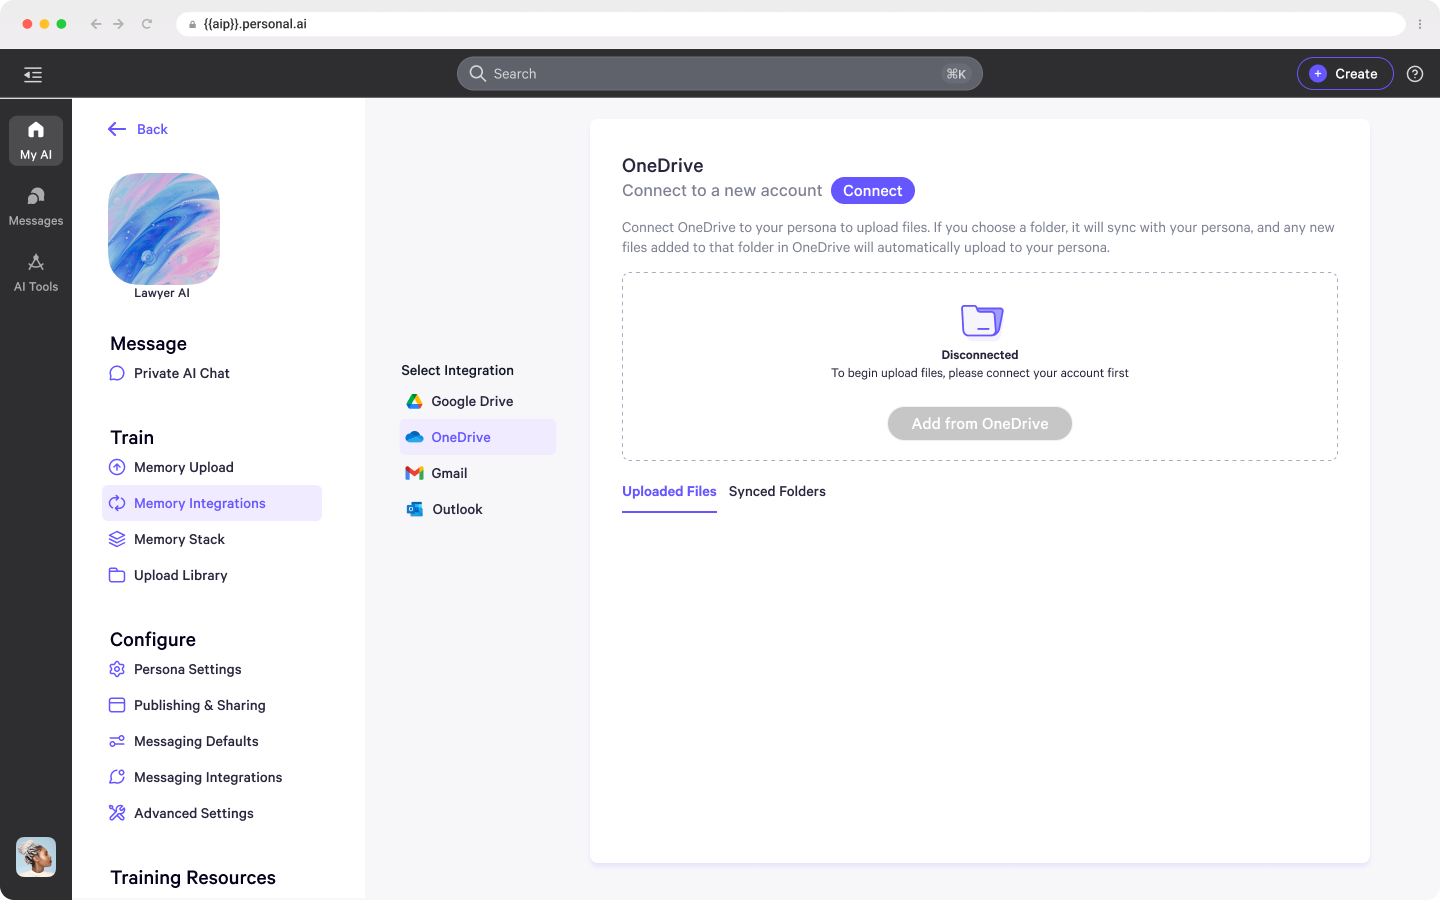 {{aip}}.personal.ai
Search
⌘K
+ Create
?
My AI
Messages
AI Tools
Back
Lawyer AI
Message
Private AI Chat
Train
Memory Upload
Memory Integrations
Memory Stack
Upload Library
Configure
Persona Settings
Publishing & Sharing
Messaging Defaults
Messaging Integrations
Advanced Settings
Training Resources
Select Integration
Google Drive
OneDrive
Gmail
Outlook
OneDrive
Connect to a new account Connect
Connect OneDrive to your persona to upload files. If you choose a folder, it will sync with your persona, and any new
files added to that folder in OneDrive will automatically upload to your persona.
Disconnected
To begin upload files, please connect your account first
Add from OneDrive
Uploaded Files Synced Folders